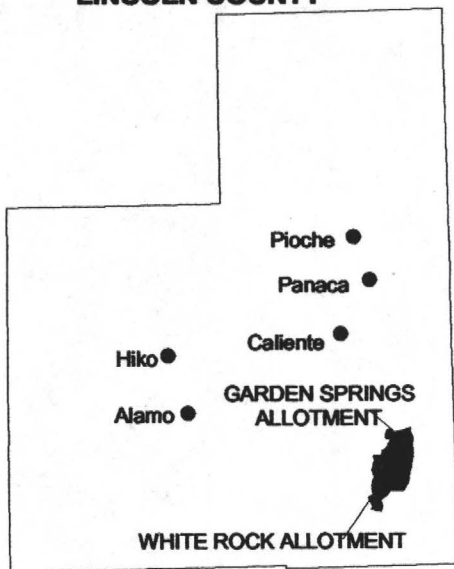 LINCOLN COUNTY
Pioche
Panaca
Caliente
Hiko
GARDEN SPRINGS
ALLOTMENT
Alamo
WHITE ROCK ALLOTMENT